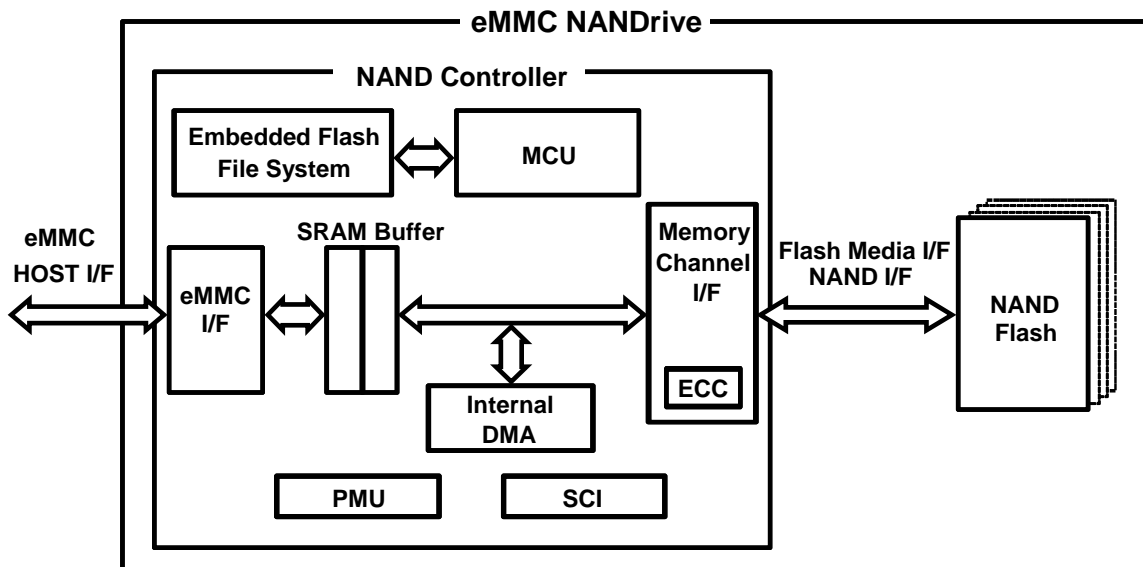 eMMC NANDrive
NAND Controller
Embedded Flash
File System
MCU
eMMC
HOST I/F
eMMC
I/F
SRAM Buffer
Memory
Channel
I/F
ECC
Flash Media I/F
NAND I/F
NAND
Flash
Internal
DMA
PMU
SCI